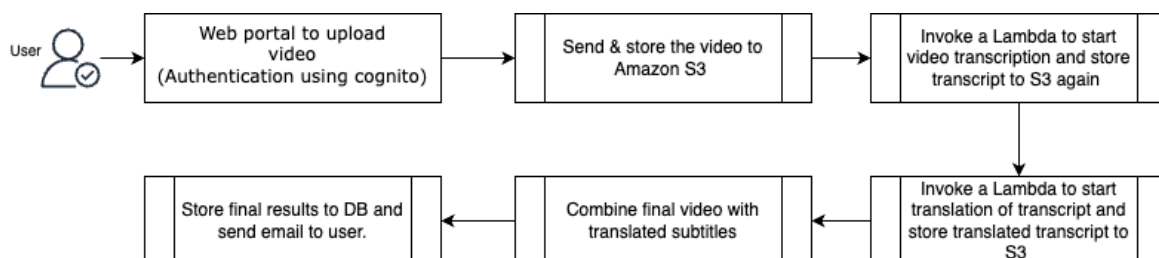 User
Web portal to upload
video
(Authentication using cognito)
Send & store the video to
Amazon S3
Invoke a Lambda to start
video transcription and store
transcript to S3 again
Invoke a Lambda to start
translation of transcript and
store translated transcript to
S3
Combine final video with
translated subtitles
Store final results to DB and
send email to user.